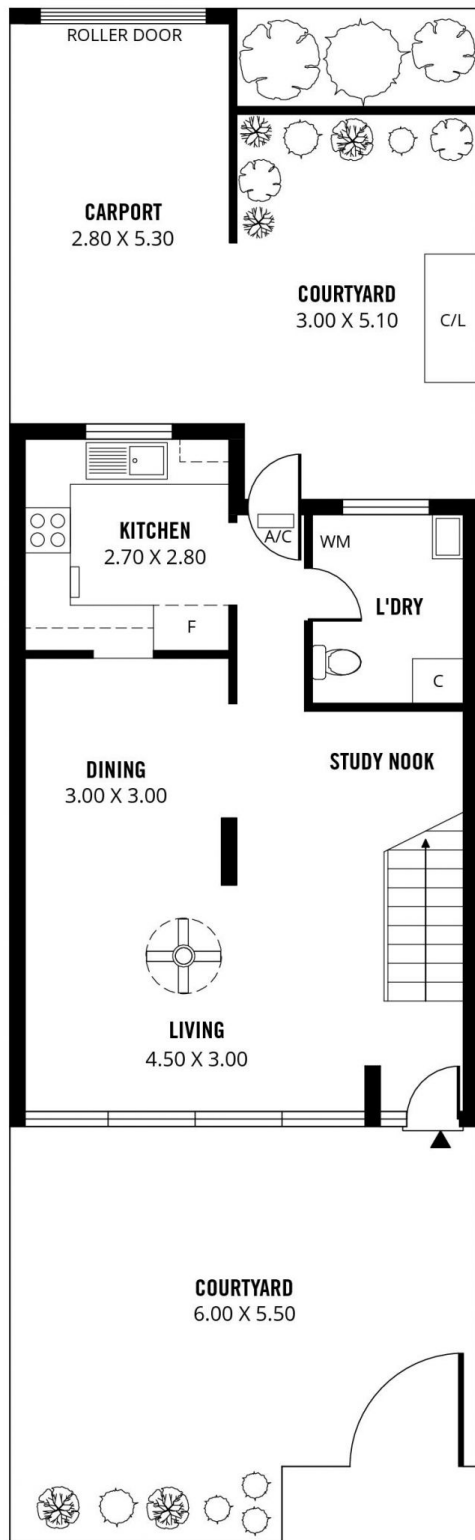 ROLLER DOOR
CARPORT
2.80 X 5.30
COURTYARD
3.00 X 5.10
C/L
KITCHEN
2.70 X 2.80
A/C
WM
L'DRY
F
C
DINING
3.00 X 3.00
STUDY NOOK
LIVING
4.50 X 3.00
COURTYARD
6.00 X 5.50